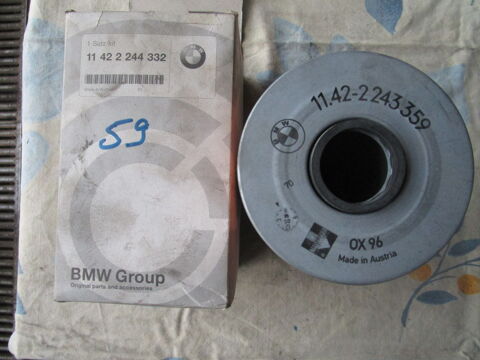 1 Satz/kit
11 42 2 244 332
59
BMW Group
Original parts and accessories
11.42-2 243 359
BMW
OX 96
Made in Austria